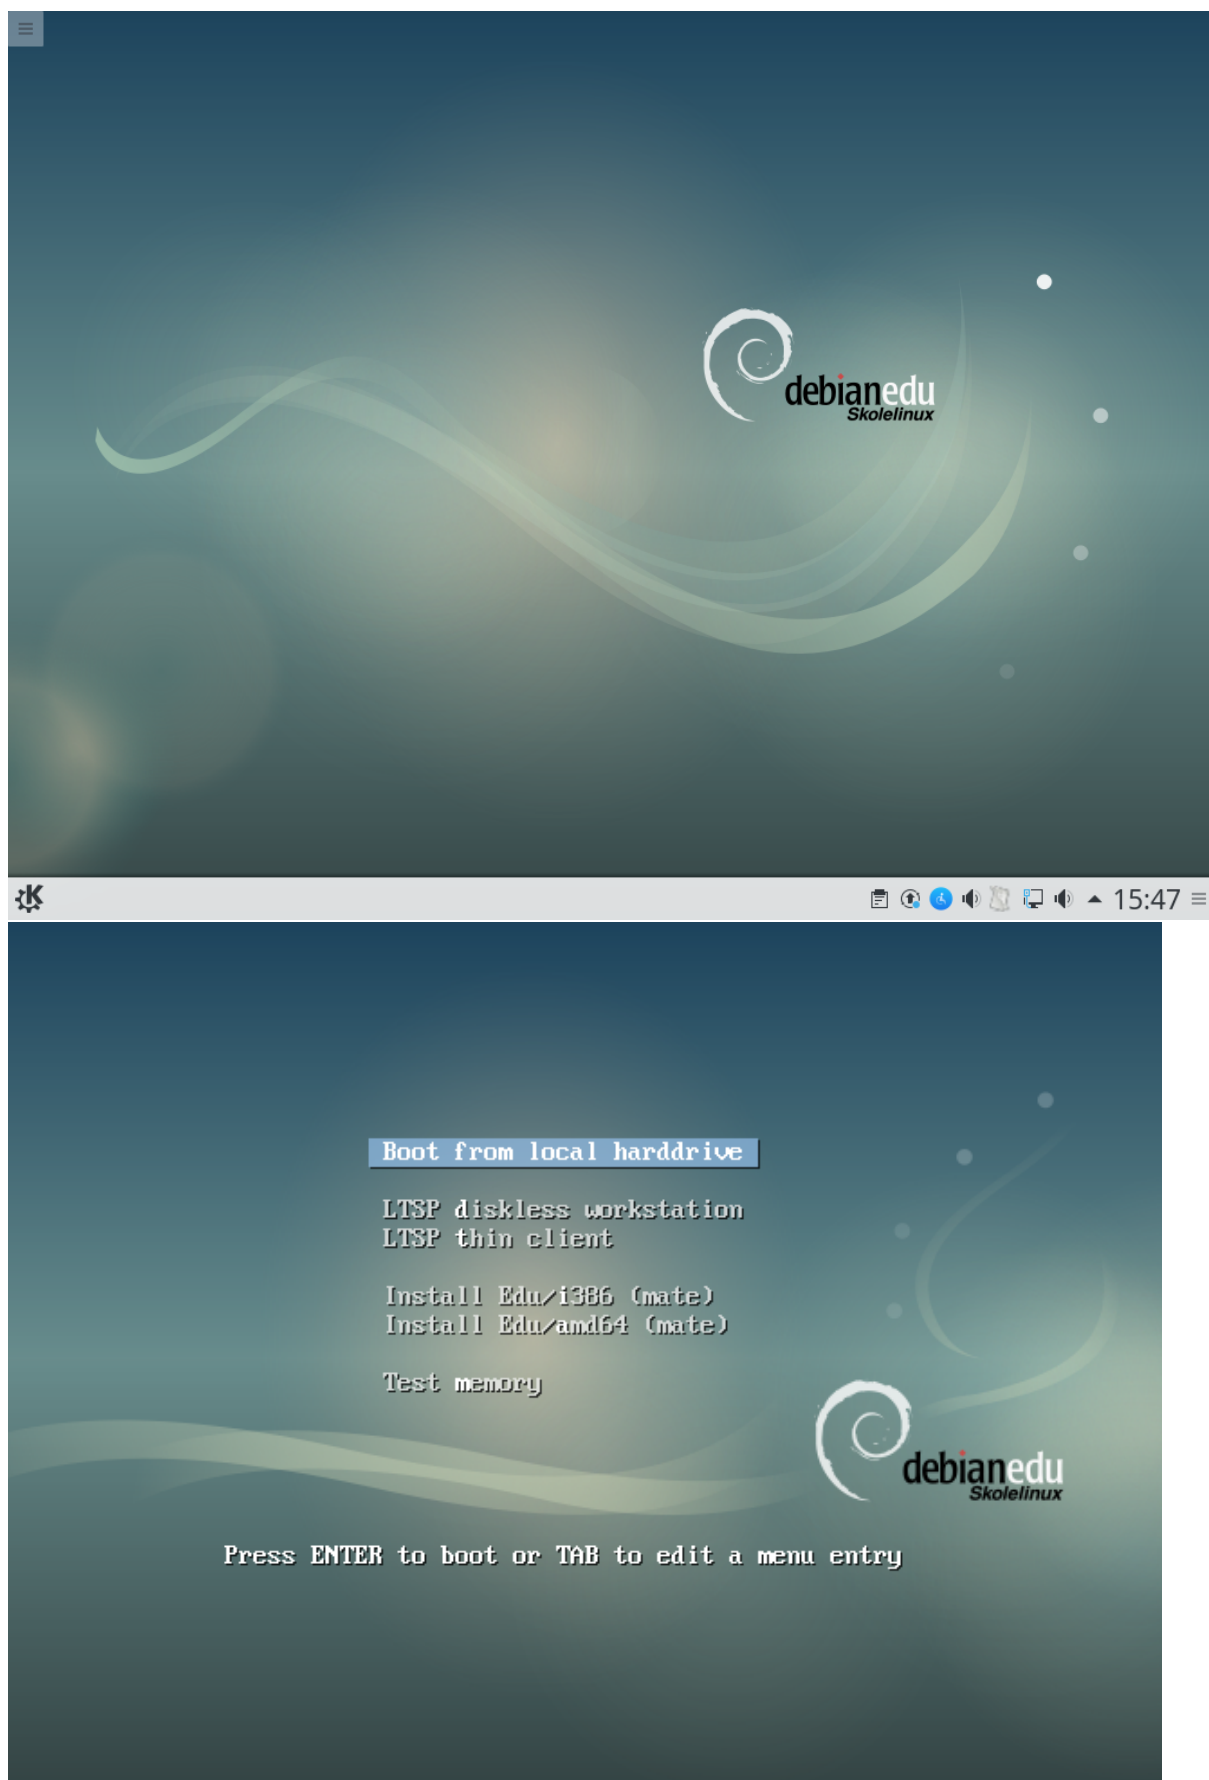 debianedu
Skolelinux
15:47
Boot from local harddrive
LTSP diskless workstation
LTSP thin client
Install Edu/i386 (mate)
Install Edu/amd64 (mate)
Test memory
debianedu
Skolelinux
Press ENTER to boot or TAB to edit a menu entry